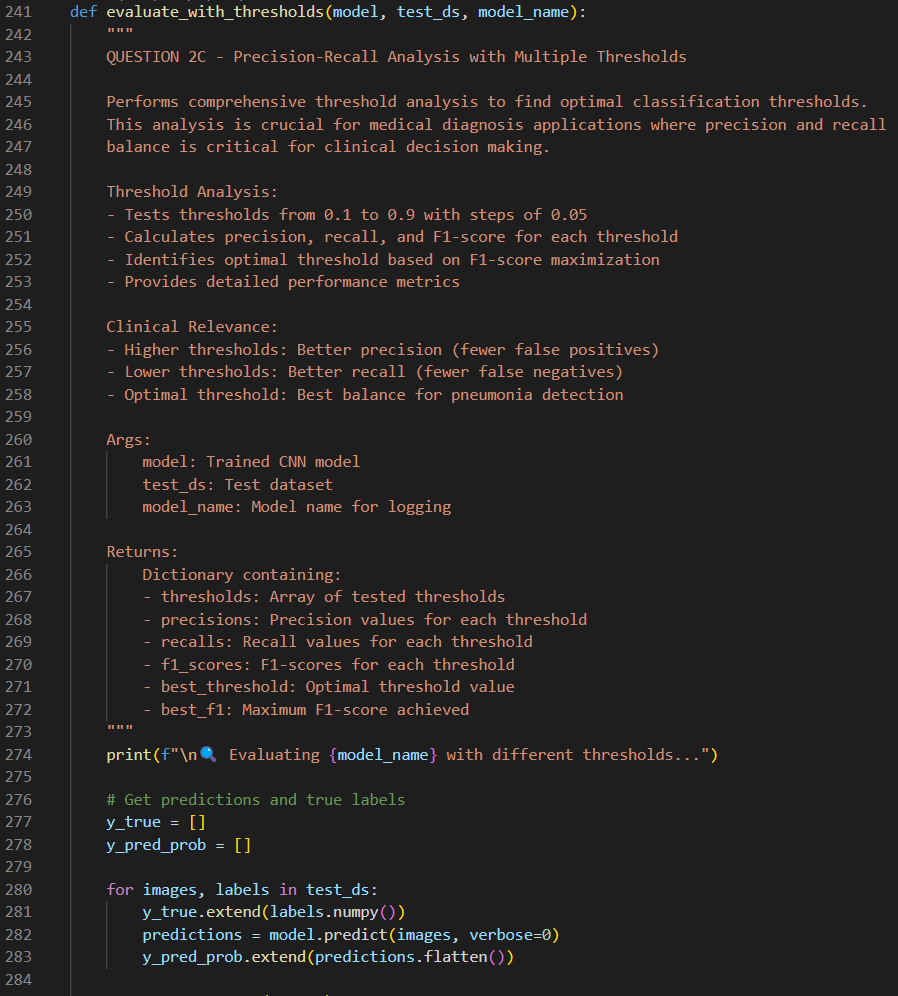 241 def evaluate_with_thresholds(model, test_ds, model_name):
242 """
243 QUESTION 2C - Precision-Recall Analysis with Multiple Thresholds
244
245 Performs comprehensive threshold analysis to find optimal classification thresholds.
246 This analysis is crucial for medical diagnosis applications where precision and recall
247 balance is critical for clinical decision making.
248
249 Threshold Analysis:
250 - Tests thresholds from 0.1 to 0.9 with steps of 0.05
251 - Calculates precision, recall, and F1-score for each threshold
252 - Identifies optimal threshold based on F1-score maximization
253 - Provides detailed performance metrics
254
255 Clinical Relevance:
256 - Higher thresholds: Better precision (fewer false positives)
257 - Lower thresholds: Better recall (fewer false negatives)
258 - Optimal threshold: Best balance for pneumonia detection
259
260 Args:
261 model: Trained CNN model
262 test_ds: Test dataset
263 model_name: Model name for logging
264
265 Returns:
266 Dictionary containing:
267 - thresholds: Array of tested thresholds
268 - precisions: Precision values for each threshold
269 - recalls: Recall values for each threshold
270 - f1_scores: F1-scores for each threshold
271 - best_threshold: Optimal threshold value
272 - best_f1: Maximum F1-score achieved
273 """
274 print(f"\n🔍 Evaluating {model_name} with different thresholds...")
275
276 # Get predictions and true labels
277 y_true = []
278 y_pred_prob = []
279
280 for images, labels in test_ds:
281 y_true.extend(labels.numpy())
282 predictions = model.predict(images, verbose=0)
283 y_pred_prob.extend(predictions.flatten())
284